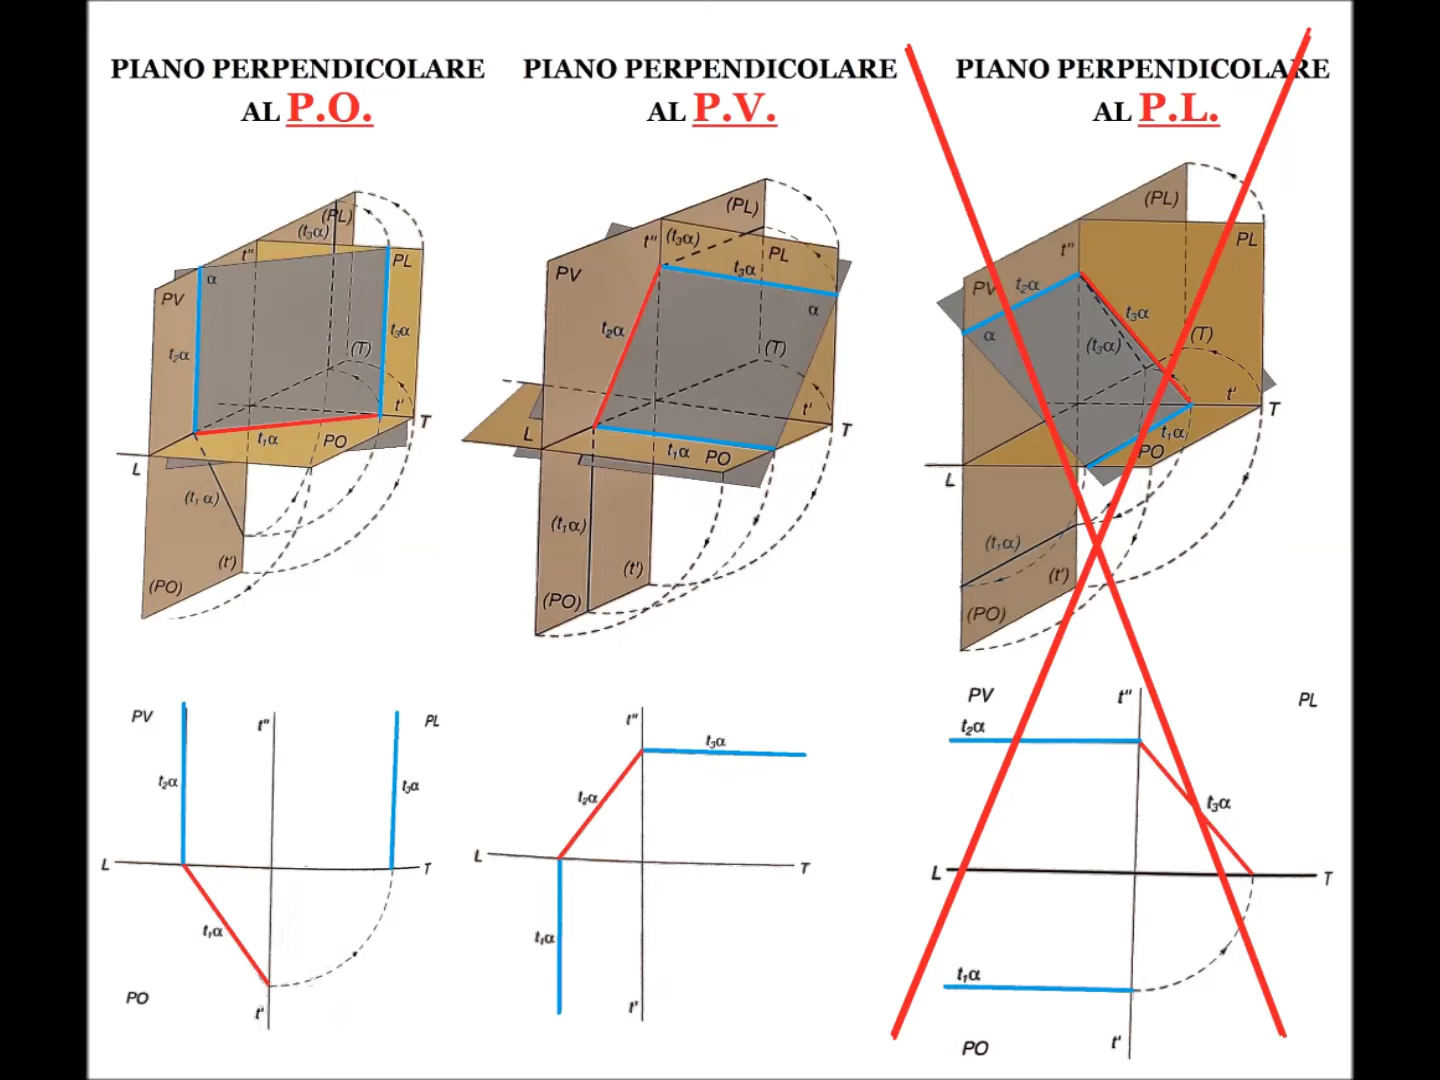 PIANO PERPENDICOLARE
AL P.O.
PIANO PERPENDICOLARE
AL P.V.
PIANO PERPENDICOLARE
AL P.L.
(PL)
(t₃α)
t"
PL
α
PV
t₃α
t₂α
(T)
t'
T
t₁α
PO
L
(t₁α)
(t')
(PO)
(PL)
t"
(t₃α)
PL
PV
t₃α
α
t₂α
(T)
t'
T
L
t₁α
PO
(t₁α)
(t')
(PO)
(PL)
PL
t"
PV
t₂α
t₃α
α
(t₃α)
(T)
t'
T
t₁α
PO
L
(t₁α)
(t')
(PO)
PV
t"
PL
t₂α
t₃α
L
T
t₁α
PO
t'
t"
t₃α
t₂α
L
T
t₁α
t'
PV
t"
PL
t₂α
t₃α
L
T
t₁α
PO
t'